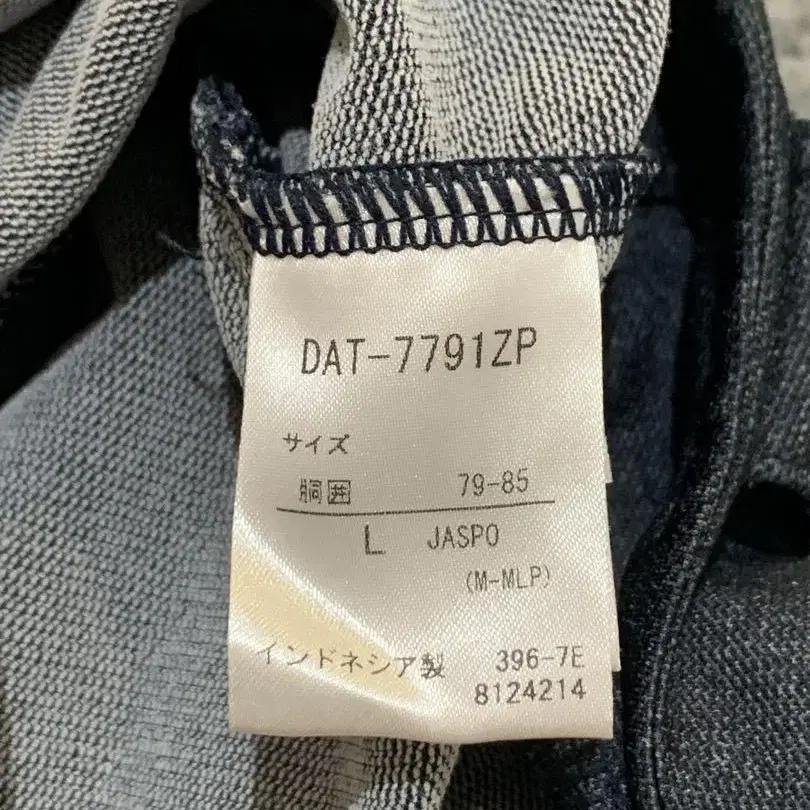 DAT-7791ZP
サイズ
胴囲 79-85
L JASPO
(M-MLP)
インドネシア製 396-7E
8124214